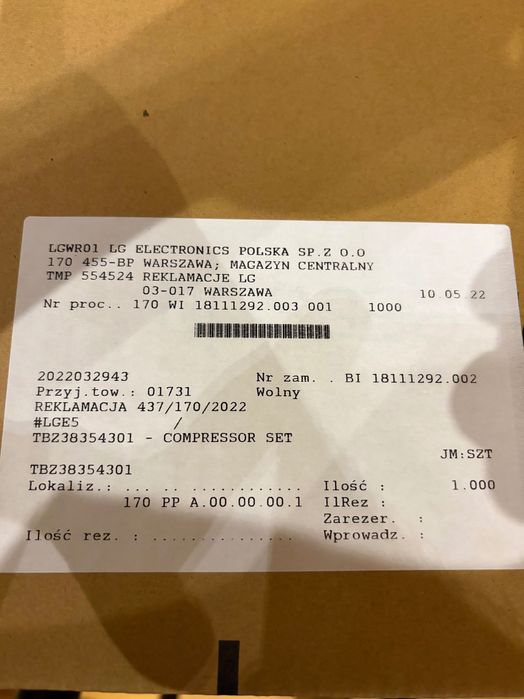 LGWR01 LG ELECTRONICS POLSKA SP.Z O.O
170 455-BP WARSZAWA; MAGAZYN CENTRALNY
TMP 554524 REKLAMACJE LG
03-017 WARSZAWA 10.05.22
Nr proc.. 170 WI 18111292.003 001 1000
2022032943 Nr zam. . BI 18111292.002
Przyj.tow.: 01731 Wolny
REKLAMACJA 437/170/2022
#LGE5 /
TBZ38354301 - COMPRESSOR SET
JM:SZT
TBZ38354301
Lokaliz.: ... .. .............. Ilość : 1.000
170 PP A.00.00.00.1 IlRez :
Zarezer. :
Ilość rez. : ............... Wprowadz. :